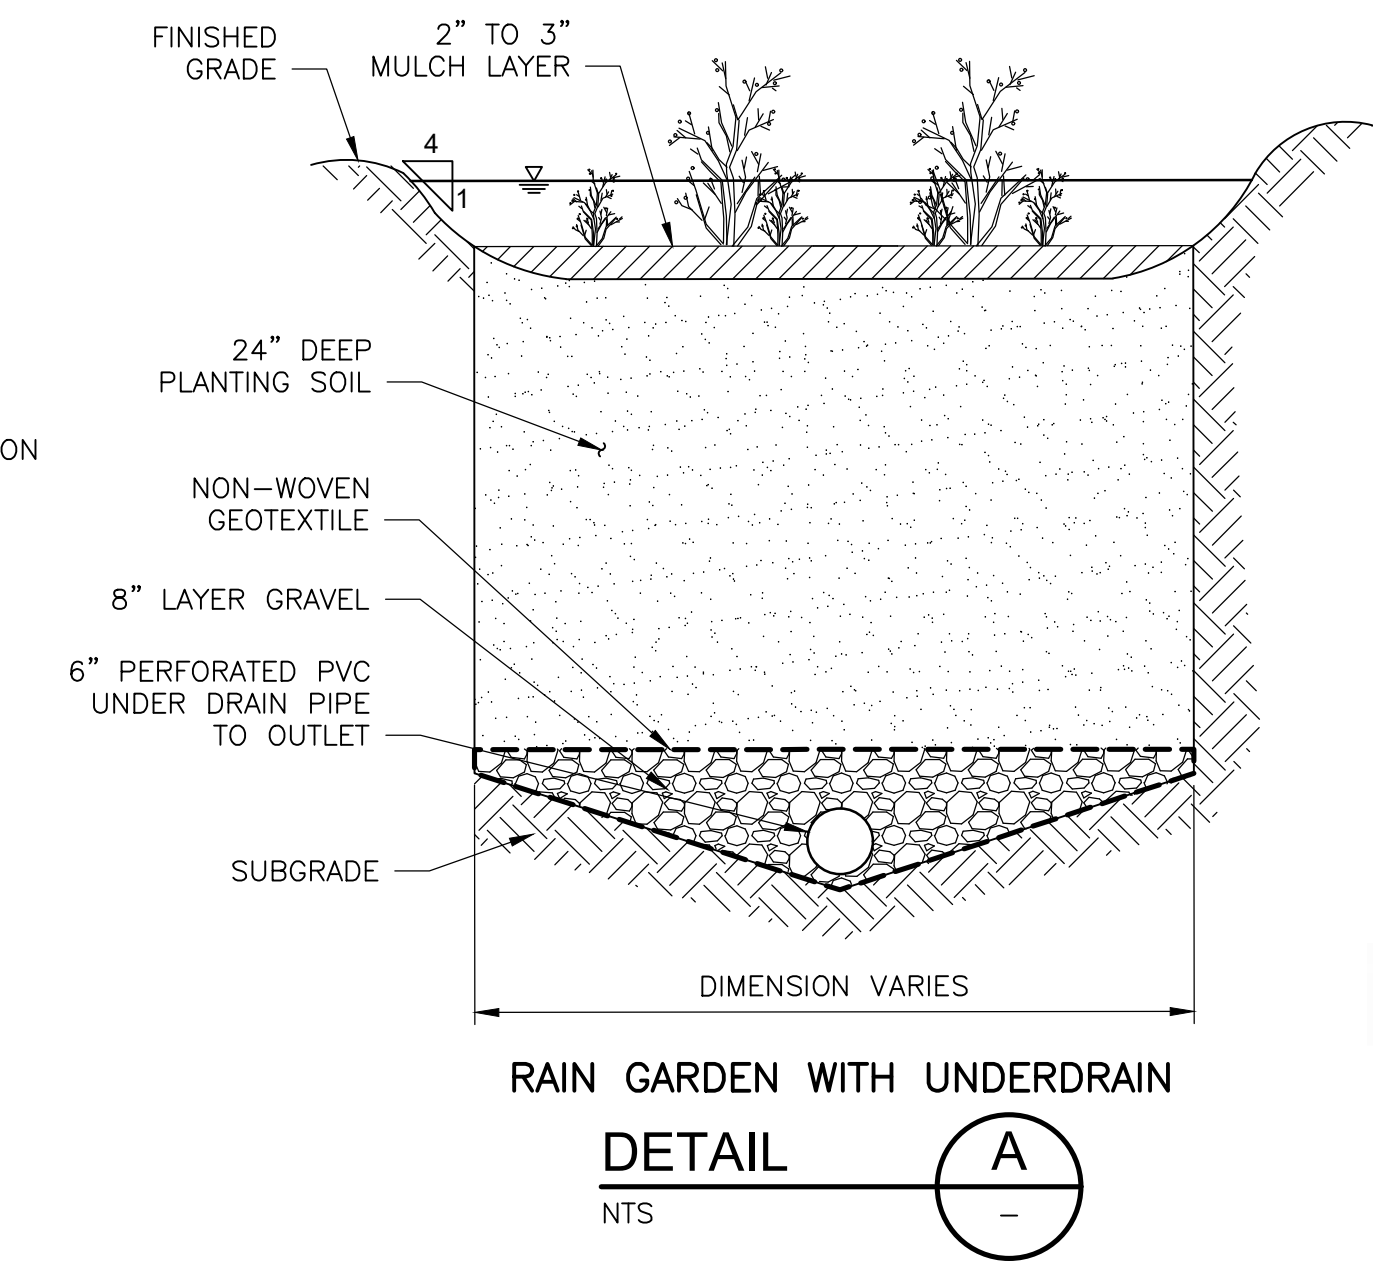 FINISHED
GRADE
2” TO 3”
MULCH LAYER
4
1
24” DEEP
PLANTING SOIL
ON
NON-WOVEN
GEOTEXTILE
8” LAYER GRAVEL
6” PERFORATED PVC
UNDER DRAIN PIPE
TO OUTLET
SUBGRADE
DIMENSION VARIES
RAIN GARDEN WITH UNDERDRAIN
DETAIL
A
NTS
-